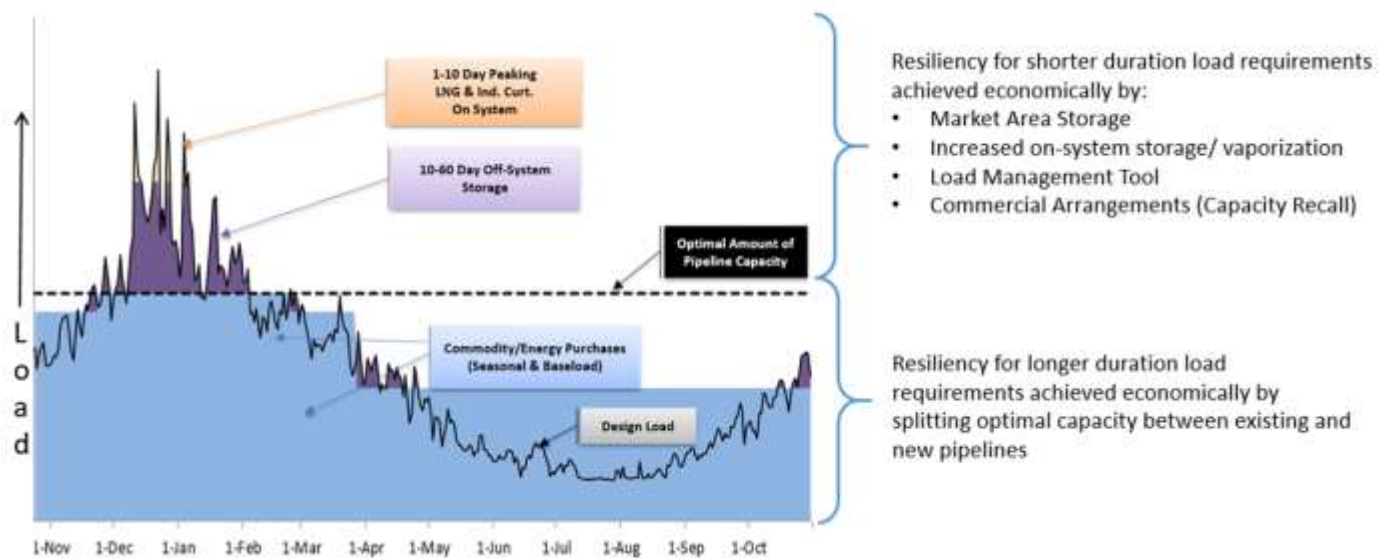 1-10 Day Peaking
LNG & Ind. Curt.
On System
10-60 Day Off-System
Storage
Optimal Amount of
Pipeline Capacity
Commodity/Energy Purchases
(Seasonal & Baseload)
Design Load
Load
1-Nov 1-Dec 1-Jan 1-Feb 1-Mar 1-Apr 1-May 1-Jun 1-Jul 1-Aug 1-Sep 1-Oct
Resiliency for shorter duration load requirements
achieved economically by:
• Market Area Storage
• Increased on-system storage/ vaporization
• Load Management Tool
• Commercial Arrangements (Capacity Recall)
Resiliency for longer duration load
requirements achieved economically by
splitting optimal capacity between existing and
new pipelines